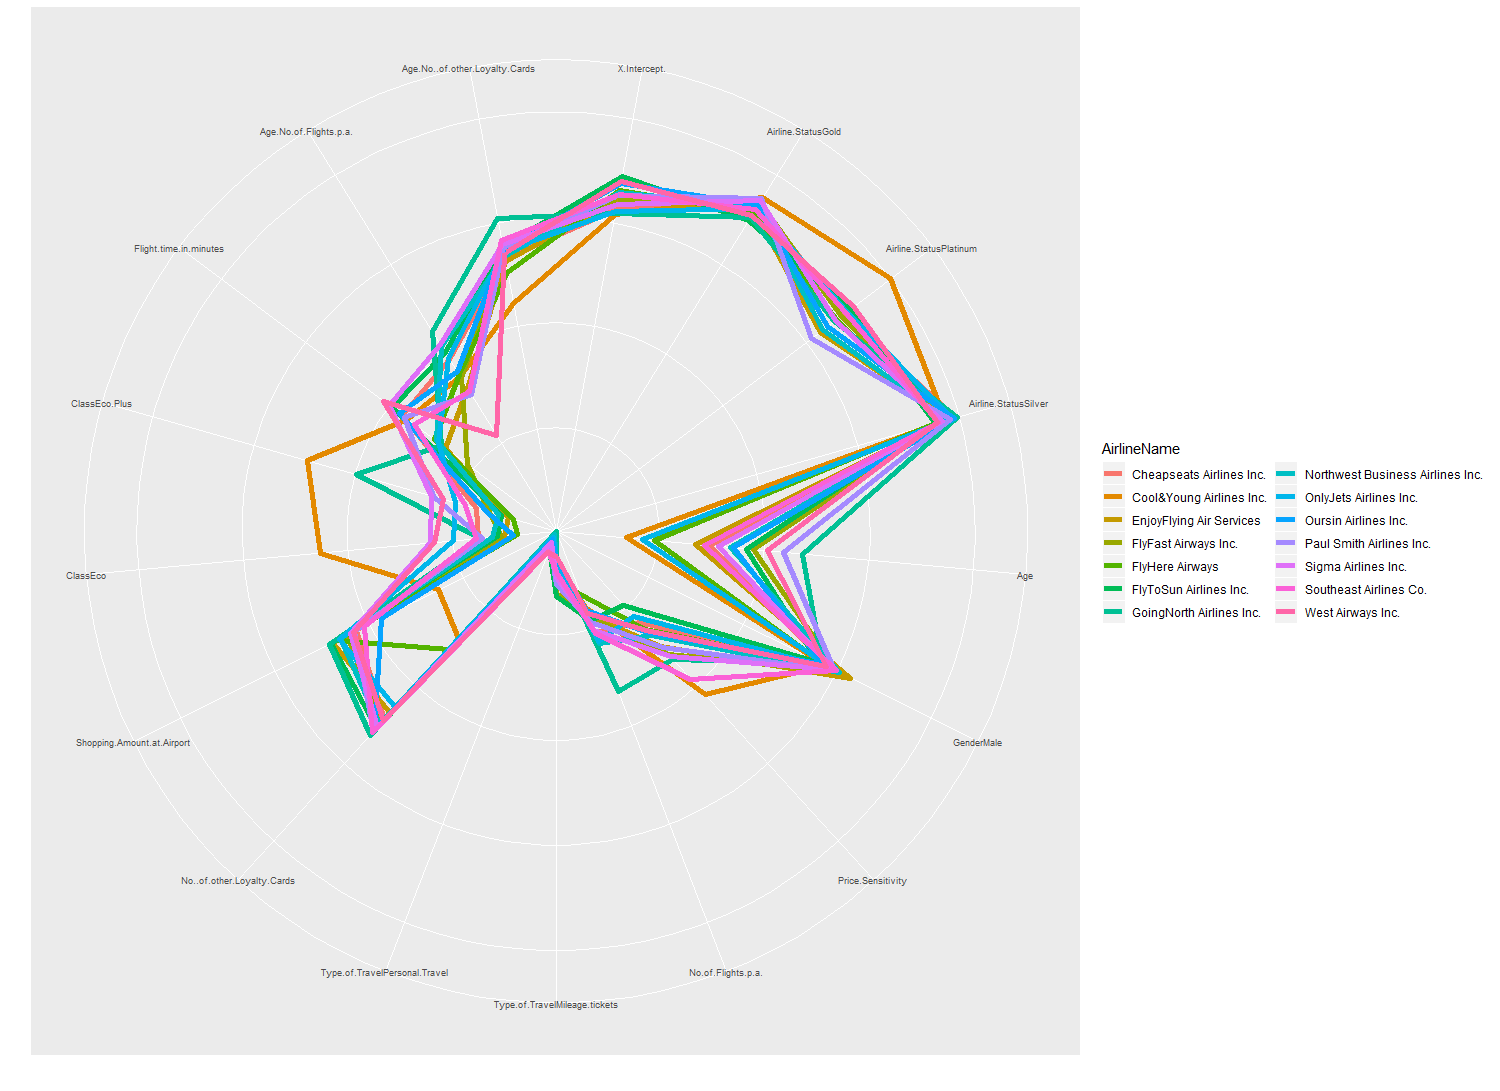 Age.No..of.other.Loyalty.Cards
X.Intercept.
Age.No.of.Flights.p.a.
Airline.StatusGold
Flight.time.in.minutes
Airline.StatusPlatinum
ClassEco.Plus
Airline.StatusSilver
ClassEco
Age
Shopping.Amount.at.Airport
GenderMale
No..of.other.Loyalty.Cards
Price.Sensitivity
Type.of.TravelPersonal.Travel
No.of.Flights.p.a.
Type.of.TravelMileage.tickets
AirlineName
Cheapseats Airlines Inc.
Cool&Young Airlines Inc.
EnjoyFlying Air Services
FlyFast Airways Inc.
FlyHere Airways
FlyToSun Airlines Inc.
GoingNorth Airlines Inc.
Northwest Business Airlines Inc.
OnlyJets Airlines Inc.
Oursin Airlines Inc.
Paul Smith Airlines Inc.
Sigma Airlines Inc.
Southeast Airlines Co.
West Airways Inc.